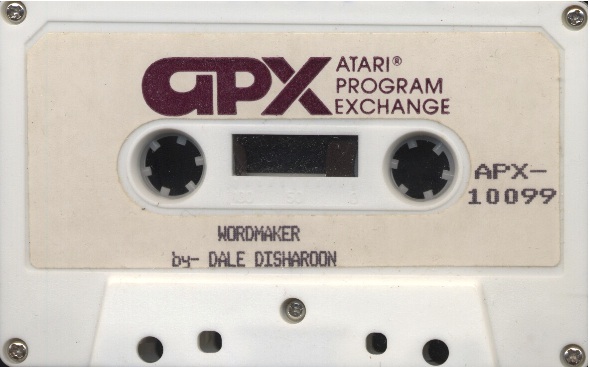 APX
ATARI®
PROGRAM
EXCHANGE
APX-
10099
WORDMAKER
by- DALE DISHAROON